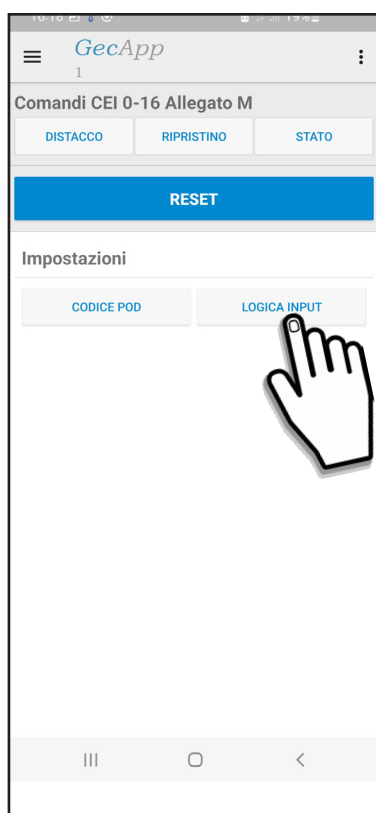 GecApp
1
Comandi CEI 0-16 Allegato M
DISTACCO RIPRISTINO STATO
RESET
Impostazioni
CODICE POD LOGICA INPUT